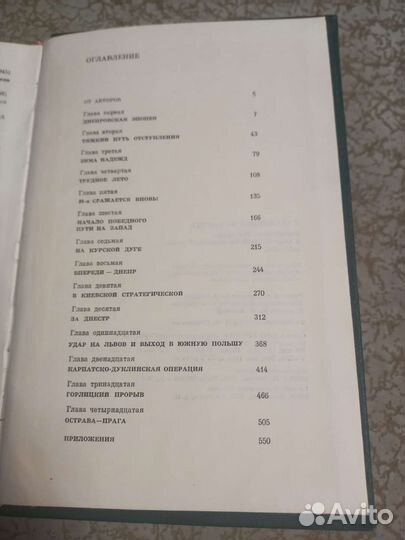 ОГЛАВЛЕНИЕ
ОТ АВТОРОВ 5
Глава первая
ДНЕПРОВСКАЯ ЭПОПЕЯ 7
Глава вторая
ТЯЖКИЙ ПУТЬ ОТСТУПЛЕНИЯ 43
Глава третья
ЗИМА НАДЕЖД 79
Глава четвертая
ТРУДНОЕ ЛЕТО 108
Глава пятая
38-я СРАЖАЕТСЯ ВНОВЬ 135
Глава шестая
НАЧАЛО ПОБЕДНОГО
ПУТИ НА ЗАПАД 166
Глава седьмая
НА КУРСКОЙ ДУГЕ 215
Глава восьмая
ВПЕРЕДИ — ДНЕПР 244
Глава девятая
В КИЕВСКОЙ СТРАТЕГИЧЕСКОЙ 270
Глава десятая
ЗА ДНЕСТР 312
Глава одиннадцатая
УДАР НА ЛЬВОВ И ВЫХОД В ЮЖНУЮ ПОЛЬШУ 368
Глава двенадцатая
КАРПАТСКО-ДУКЛИНСКАЯ ОПЕРАЦИЯ 414
Глава тринадцатая
ГОРЛИЦКИЙ ПРОРЫВ 466
Глава четырнадцатая
ОСТРАВА—ПРАГА 505
ПРИЛОЖЕНИЯ 550
Avito